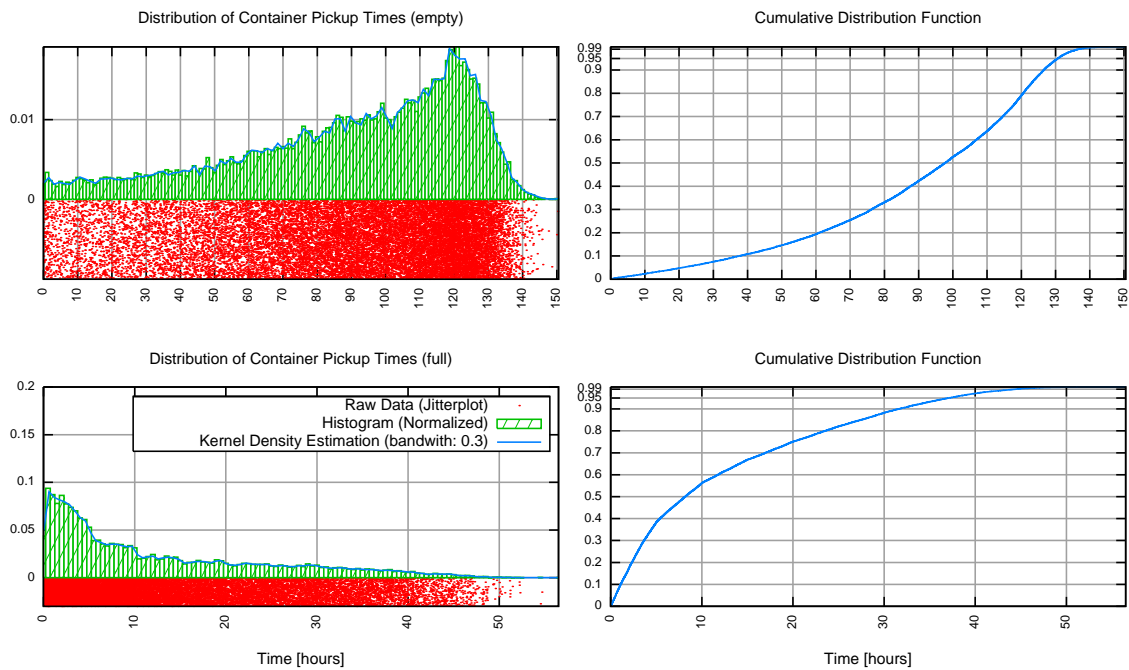 Distribution of Container Pickup Times (empty)
0.01
0
0 10 20 30 40 50 60 70 80 90 100 110 120 130 140 150
Cumulative Distribution Function
0.99
0.95
0.9
0.8
0.7
0.6
0.5
0.4
0.3
0.2
0.1
0
0 10 20 30 40 50 60 70 80 90 100 110 120 130 140 150
Distribution of Container Pickup Times (full)
0.2
0.15
0.1
0.05
0
Raw Data (Jitterplot)
Histogram (Normalized)
Kernel Density Estimation (bandwith: 0.3)
0 10 20 30 40 50
Time [hours]
Cumulative Distribution Function
0.99
0.95
0.9
0.8
0.7
0.6
0.5
0.4
0.3
0.2
0.1
0
0 10 20 30 40 50
Time [hours]